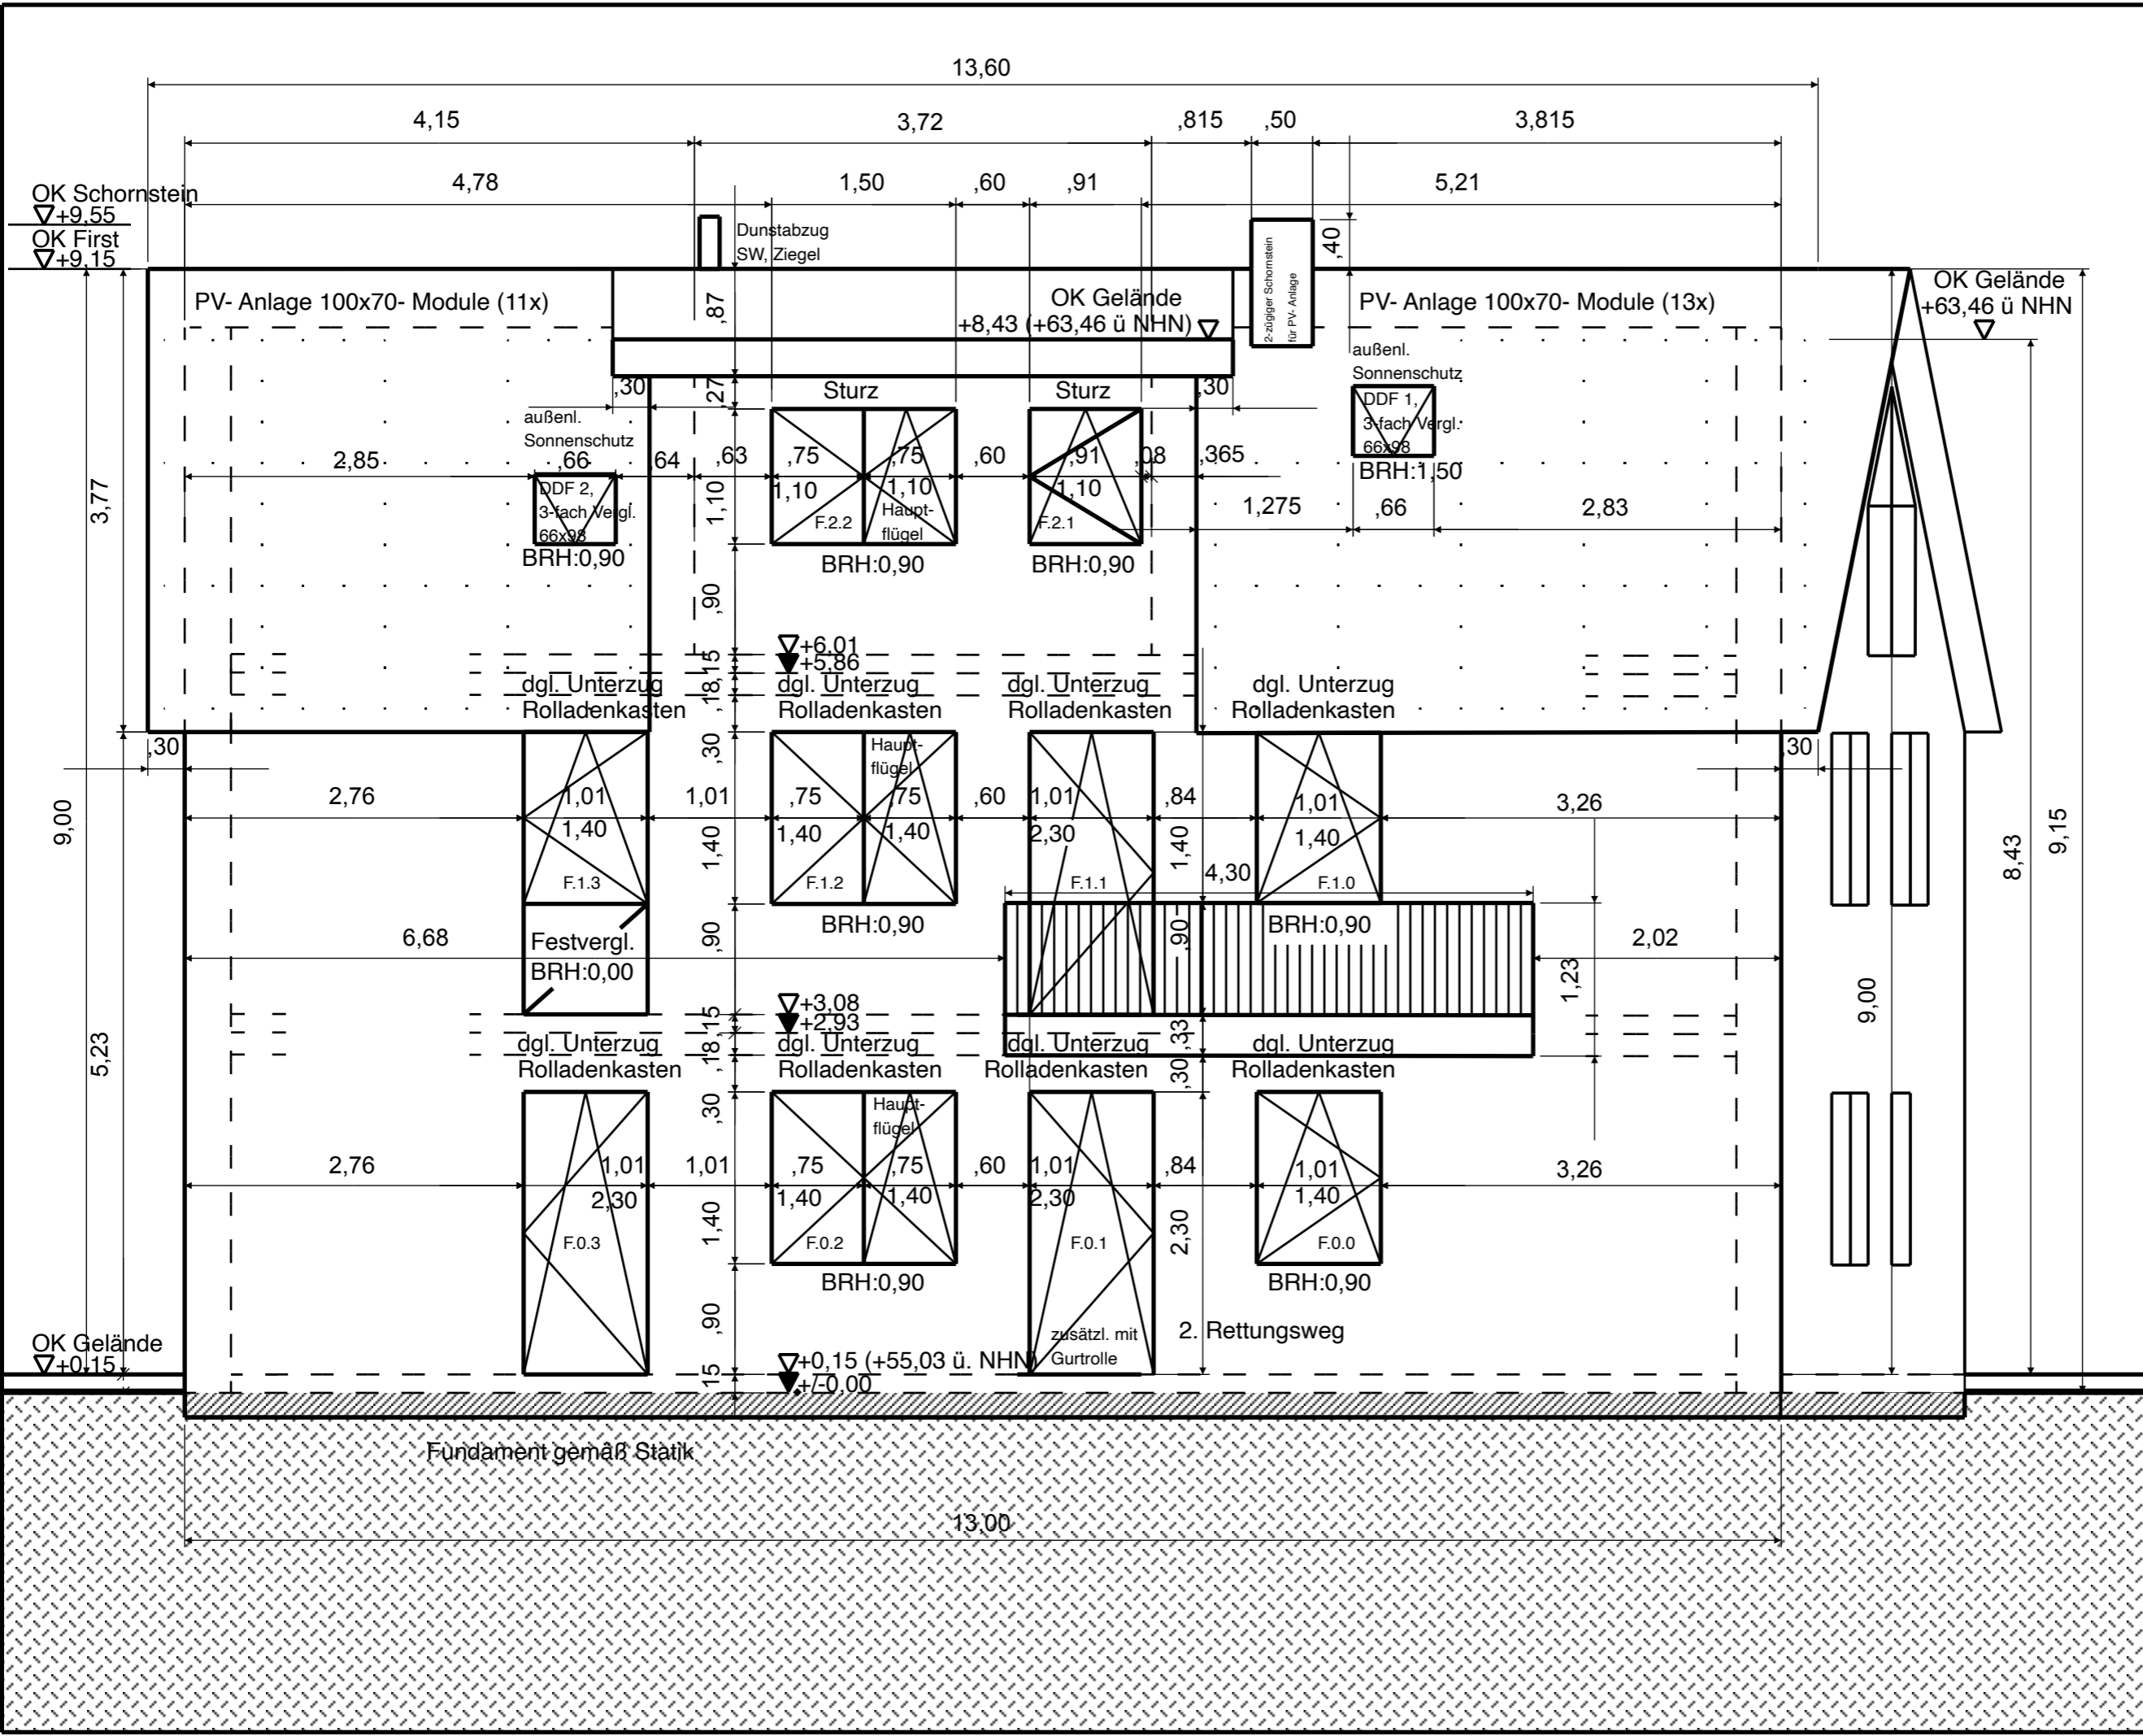 13,60
4,15
3,72
,815
,50
3,815
4,78
1,50
,60
,91
5,21
OK Schornstein
+9,55
OK First
+9,15
Dunstabzug
SW, Ziegel
2-zügiger Schornstein
für PV- Anlage
,40
OK Gelände
+63,46 ü NHN
PV- Anlage 100x70- Module (11x)
,87
OK Gelände
+8,43 (+63,46 ü NHN)
PV- Anlage 100x70- Module (13x)
außenl.
Sonnenschutz
,30
,27
Sturz
Sturz
,30
DDF 1,
3-fach Vergl.
66x98
BRH:1,50
außenl.
Sonnenschutz
2,85
,66
,64
,63
,75
,75
,60
,91
,08
,365
DDF 2,
3-fach Vergl.
66x98
BRH:0,90
1,10
1,10
1,10
1,10
F.2.2
Haupt-
flügel
F.2.1
1,275
,66
2,83
3,77
BRH:0,90
BRH:0,90
,90
+6,01
+5,86
,15
,18
dgl. Unterzug
Rolladenkasten
dgl. Unterzug
Rolladenkasten
dgl. Unterzug
Rolladenkasten
dgl. Unterzug
Rolladenkasten
,30
,30
Haupt-
flügel
,30
2,76
1,01
1,01
,75
,75
,60
1,01
,84
1,01
3,26
1,40
1,40
1,40
1,40
2,30
1,40
1,40
9,00
F.1.3
F.1.2
F.1.1
4,30
F.1.0
8,43
9,15
6,68
Festvergl.
BRH:0,00
,90
BRH:0,90
,90
BRH:0,90
1,23
2,02
9,00
5,23
+3,08
+2,93
,15
,18
,33
dgl. Unterzug
Rolladenkasten
dgl. Unterzug
Rolladenkasten
dgl. Unterzug
Rolladenkasten
dgl. Unterzug
Rolladenkasten
,30
,30
Haupt-
flügel
2,76
1,01
1,01
,75
,75
,60
1,01
,84
1,01
3,26
2,30
1,40
1,40
1,40
2,30
2,30
1,40
F.0.3
F.0.2
F.0.1
F.0.0
BRH:0,90
BRH:0,90
,90
zusätzl. mit
Gurtrolle
2. Rettungsweg
OK Gelände
+0,15
,15
+0,15 (+55,03 ü. NHN)
+/-0,00
Fundament gemäß Statik
13,00